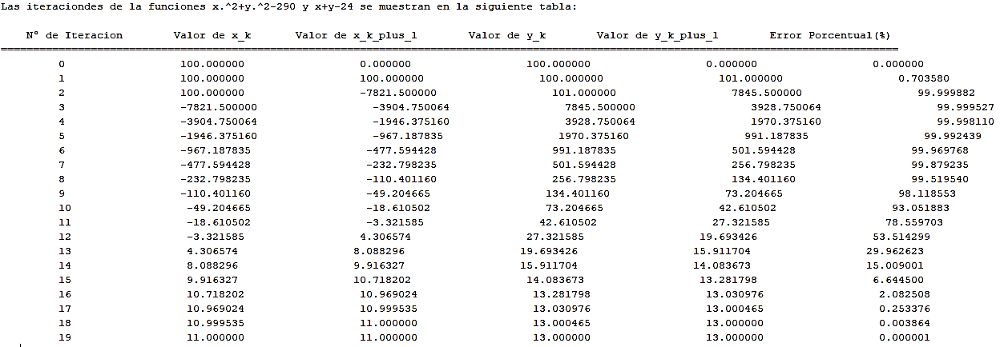 Las iteraciondes de la funciones x.^2+y.^2-290 y x+y-24 se muestran en la siguiente tabla:
N° de Iteracion Valor de x_k Valor de x_k_plus_1 Valor de y_k Valor de y_k_plus_1 Error Porcentual(%)
0 100.000000 0.000000 100.000000 0.000000 0.000000
1 100.000000 100.000000 100.000000 101.000000 0.703580
2 100.000000 -7821.500000 101.000000 7845.500000 99.999882
3 -7821.500000 -3904.750064 7845.500000 3928.750064 99.999527
4 -3904.750064 -1946.375160 3928.750064 1970.375160 99.998110
5 -1946.375160 -967.187835 1970.375160 991.187835 99.992439
6 -967.187835 -477.594428 991.187835 501.594428 99.969768
7 -477.594428 -232.798235 501.594428 256.798235 99.879235
8 -232.798235 -110.401160 256.798235 134.401160 99.519540
9 -110.401160 -49.204665 134.401160 73.204665 98.118553
10 -49.204665 -18.610502 73.204665 42.610502 93.051883
11 -18.610502 -3.321585 42.610502 27.321585 78.559703
12 -3.321585 4.306574 27.321585 19.693426 53.514299
13 4.306574 8.088296 19.693426 15.911704 29.962623
14 8.088296 9.916327 15.911704 14.083673 15.009001
15 9.916327 10.718202 14.083673 13.281798 6.644500
16 10.718202 10.969024 13.281798 13.030976 2.082508
17 10.969024 10.999535 13.030976 13.000465 0.253376
18 10.999535 11.000000 13.000465 13.000000 0.003864
19 11.000000 11.000000 13.000000 13.000000 0.000001